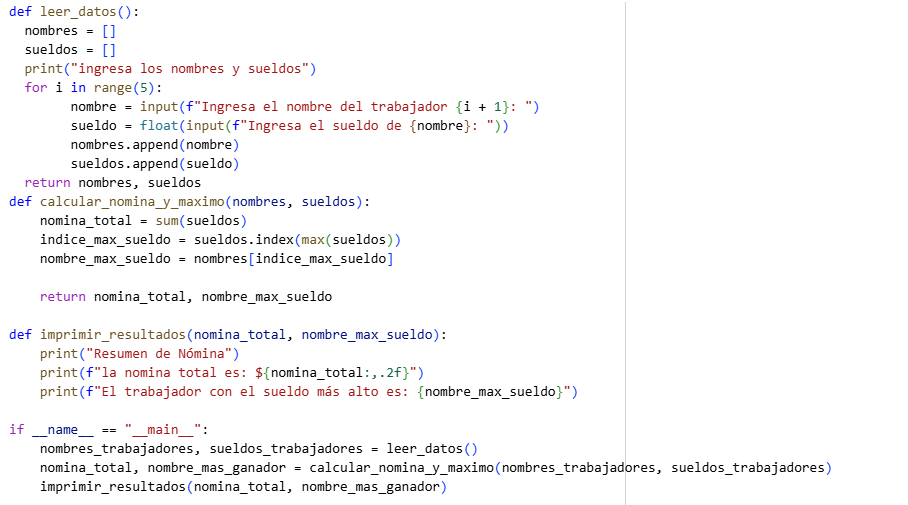 def leer_datos():
  nombres = []
  sueldos = []
  print("ingresa los nombres y sueldos")
  for i in range(5):
        nombre = input(f"Ingresa el nombre del trabajador {i + 1}: ")
        sueldo = float(input(f"Ingresa el sueldo de {nombre}: "))
        nombres.append(nombre)
        sueldos.append(sueldo)
  return nombres, sueldos
def calcular_nomina_y_maximo(nombres, sueldos):
    nomina_total = sum(sueldos)
    indice_max_sueldo = sueldos.index(max(sueldos))
    nombre_max_sueldo = nombres[indice_max_sueldo]

    return nomina_total, nombre_max_sueldo

def imprimir_resultados(nomina_total, nombre_max_sueldo):
    print("Resumen de Nómina")
    print(f"la nomina total es: ${nomina_total:,.2f}")
    print(f"El trabajador con el sueldo más alto es: {nombre_max_sueldo}")

if __name__ == "__main__":
    nombres_trabajadores, sueldos_trabajadores = leer_datos()
    nomina_total, nombre_mas_ganador = calcular_nomina_y_maximo(nombres_trabajadores, sueldos_trabajadores)
    imprimir_resultados(nomina_total, nombre_mas_ganador)